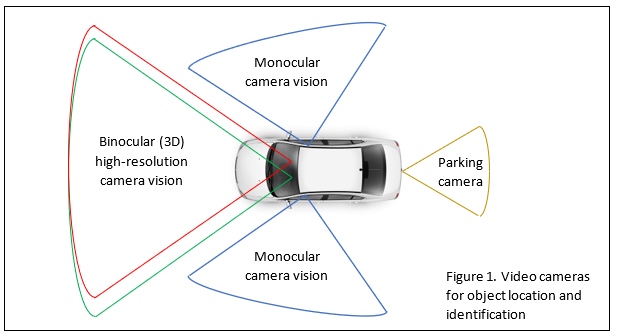 Monocular
camera vision
Binocular (3D)
high-resolution
camera vision
Parking
camera
Monocular
camera vision
Figure 1. Video cameras
for object location and
identification